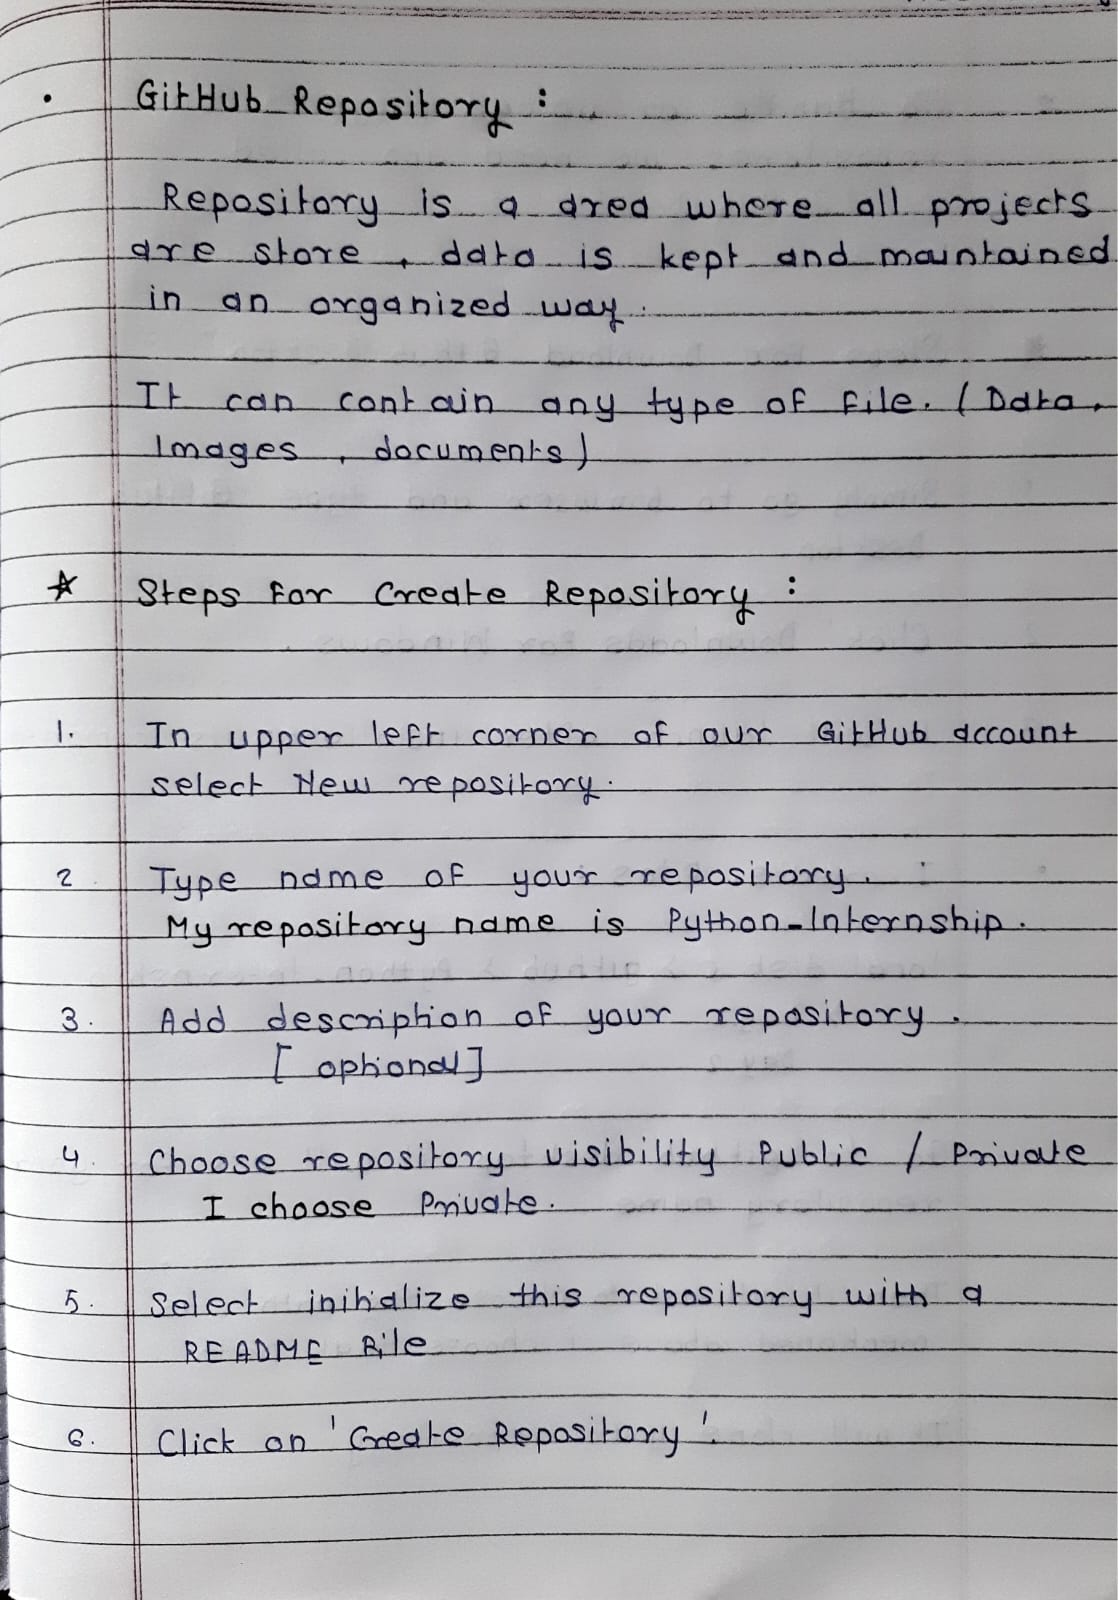 • GitHub Repository :
Repository is a area where all projects
are store, data is kept and maintained
in an organized way.
It can contain any type of file. (Data,
Images, documents)
☆ Steps For Create Repository :
1. In upper left corner of our GitHub account
select New repository.
2. Type name of your repository.
My repository name is Python-Internship.
3. Add description of your repository.
[ optional ]
4. Choose repository visibility Public / Private
I choose Private.
5. Select initialize this repository with a
README file
6. Click on 'Create Repository'.